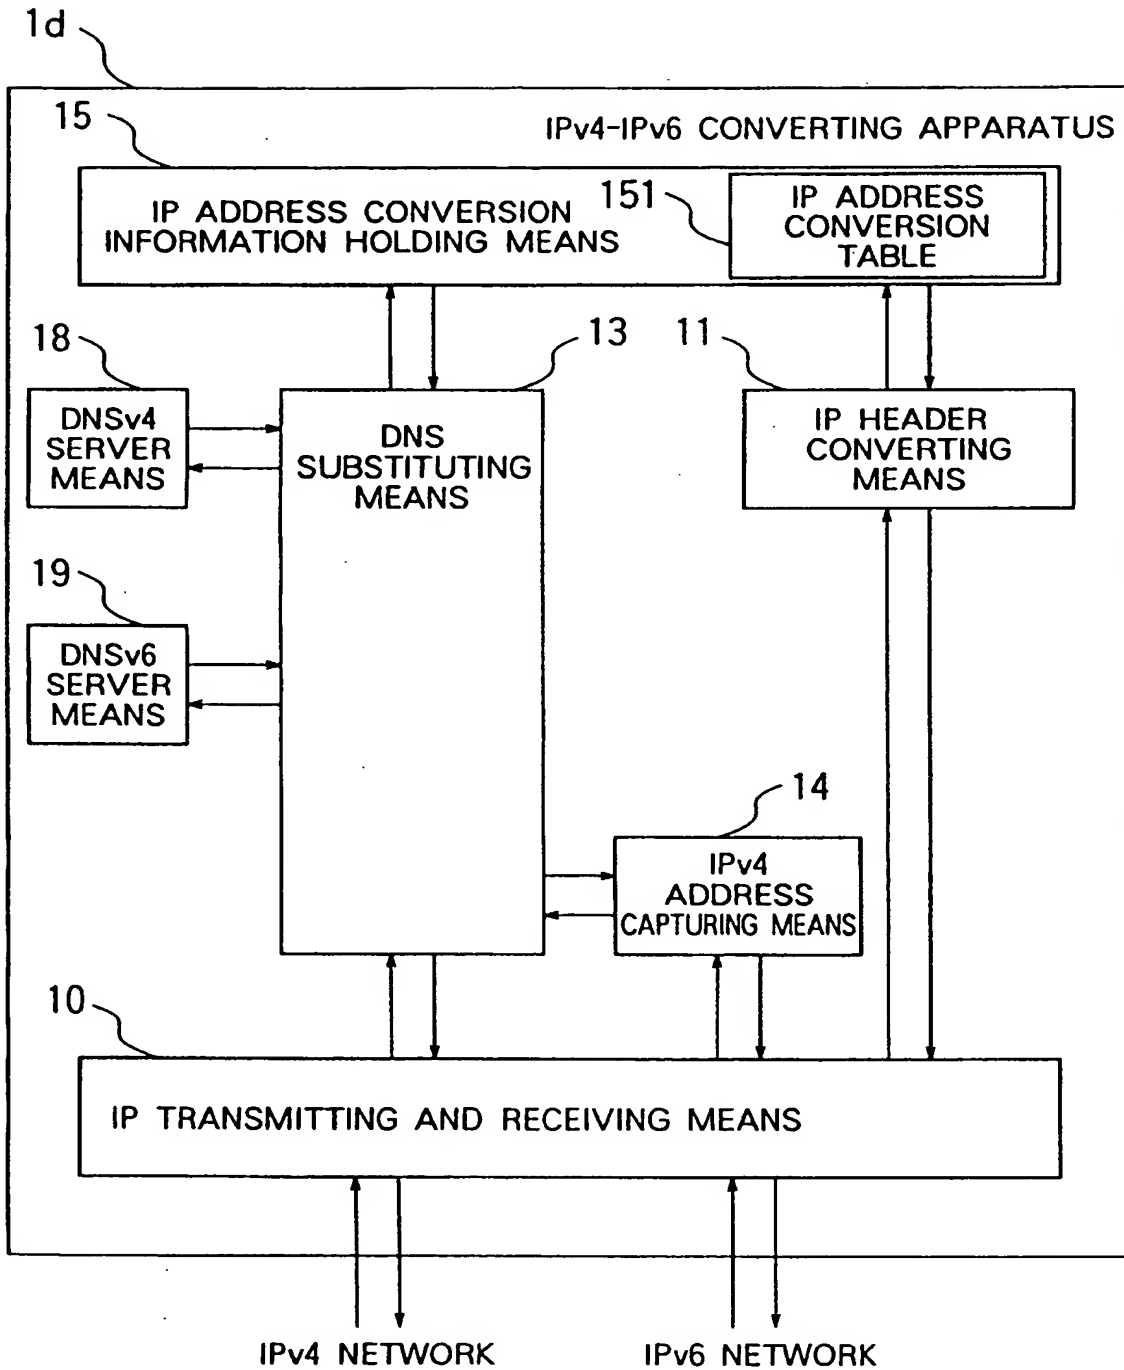 1d
15
IPv4-IPv6 CONVERTING APPARATUS
IP ADDRESS CONVERSION
INFORMATION HOLDING MEANS
151
IP ADDRESS
CONVERSION
TABLE
18
13
11
DNSv4
SERVER
MEANS
DNS
SUBSTITUTING
MEANS
IP HEADER
CONVERTING
MEANS
19
DNSv6
SERVER
MEANS
14
IPv4
ADDRESS
CAPTURING MEANS
10
IP TRANSMITTING AND RECEIVING MEANS
IPv4 NETWORK
IPv6 NETWORK